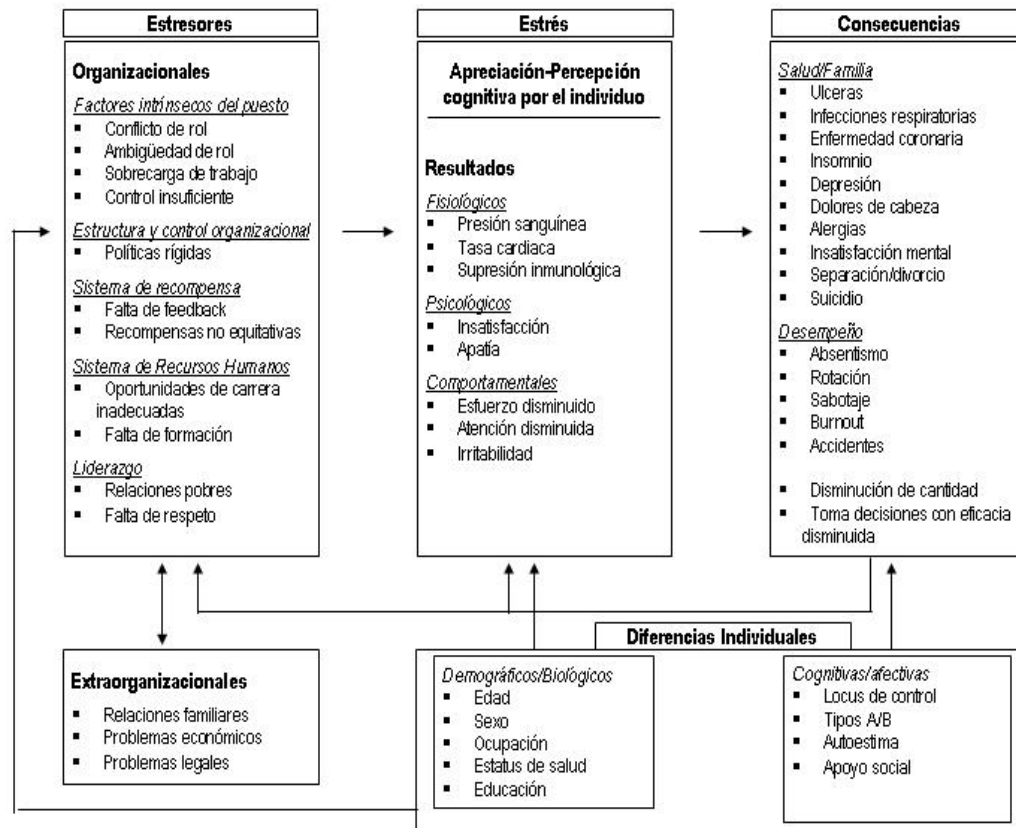 Estresores
Organizacionales
Factores intrínsecos del puesto
▪ Conflicto de rol
▪ Ambigüedad de rol
▪ Sobrecarga de trabajo
▪ Control insuficiente
Estructura y control organizacional
▪ Políticas rígidas
Sistema de recompensa
▪ Falta de feedback
▪ Recompensas no equitativas
Sistema de Recursos Humanos
▪ Oportunidades de carrera
inadecuadas
▪ Falta de formación
Liderazgo
▪ Relaciones pobres
▪ Falta de respeto
Estrés
Apreciación-Percepción
cognitiva por el individuo
Resultados
Fisiológicos
▪ Presión sanguínea
▪ Tasa cardiaca
▪ Supresión inmunológica
Psicológicos
▪ Insatisfacción
▪ Apatía
Comportamentales
▪ Esfuerzo disminuido
▪ Atención disminuida
▪ Irritabilidad
Consecuencias
Salud/Familia
▪ Ulceras
▪ Infecciones respiratorias
▪ Enfermedad coronaria
▪ Insomnio
▪ Depresión
▪ Dolores de cabeza
▪ Alergias
▪ Insatisfacción mental
▪ Separación/divorcio
▪ Suicidio
Desempeño
▪ Absentismo
▪ Rotación
▪ Sabotaje
▪ Burnout
▪ Accidentes
▪ Disminución de cantidad
▪ Toma decisiones con eficacia
disminuida
Extraorganizacionales
▪ Relaciones familiares
▪ Problemas económicos
▪ Problemas legales
Diferencias Individuales
Demográficos/Biológicos
▪ Edad
▪ Sexo
▪ Ocupación
▪ Estatus de salud
▪ Educación
Cognitivas/afectivas
▪ Locus de control
▪ Tipos A/B
▪ Autoestima
▪ Apoyo social